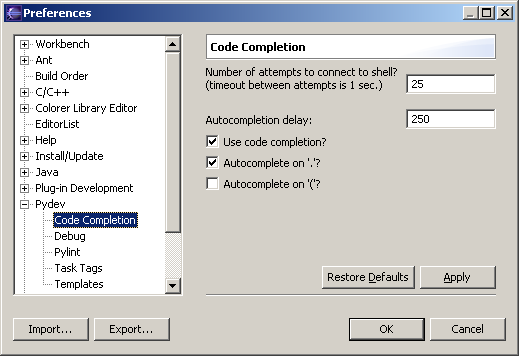 Preferences
Workbench
Ant
Build Order
C/C++
Colorer Library Editor
EditorList
Help
Install/Update
Java
Plug-in Development
Pydev
Code Completion
Debug
Pylint
Task Tags
Templates
Code Completion
Number of attempts to connect to shell?
(timeout between attempts is 1 sec.)
25
Autocompletion delay:
250
Use code completion?
Autocomplete on '.'?
Autocomplete on '('?
Restore Defaults
Apply
Import...
Export...
OK
Cancel